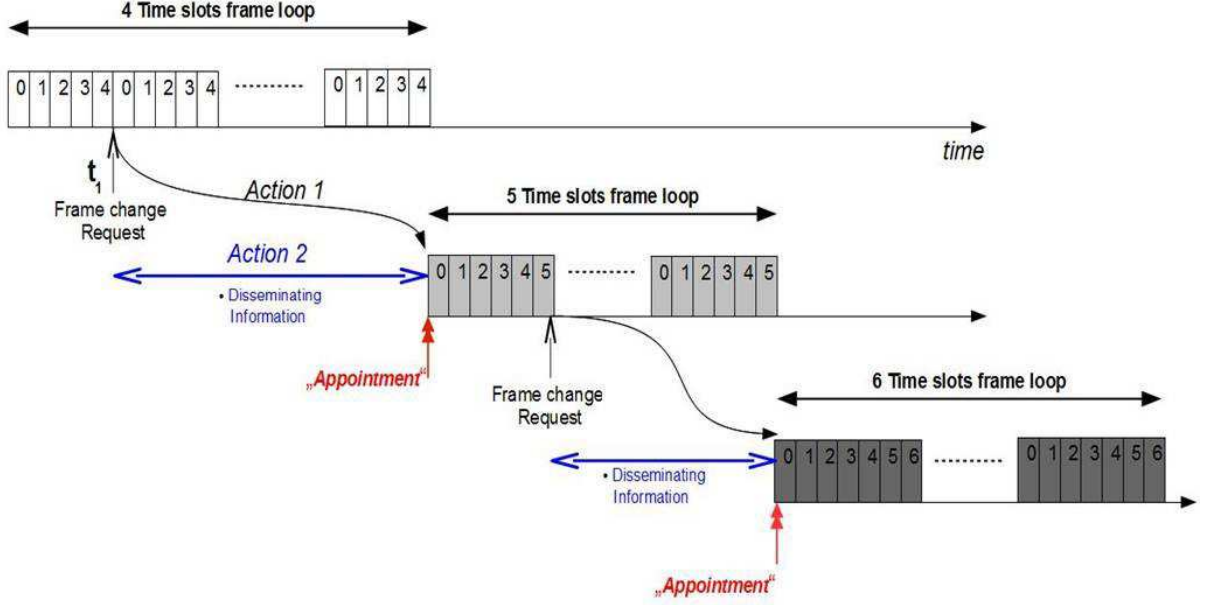 4 Time slots frame loop
0 1 2 3 4 0 1 2 3 4 .......... 0 1 2 3 4
time
t1
Frame change
Request
Action 1
5 Time slots frame loop
Action 2
• Disseminating
Information
0 1 2 3 4 5 .......... 0 1 2 3 4 5
„Appointment“
Frame change
Request
6 Time slots frame loop
0 1 2 3 4 5 6 .......... 0 1 2 3 4 5 6
• Disseminating
Information
„Appointment“